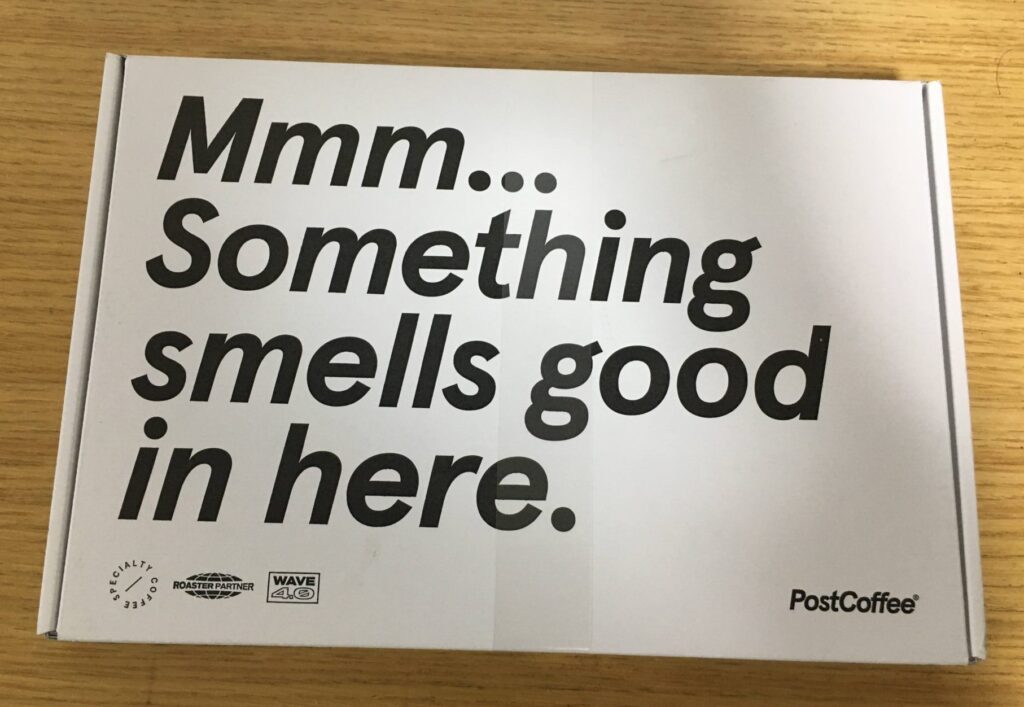 Mmm...
Something
smells good
in here.
SPECIALTY COFFEE
ROASTER PARTNER
WAVE
4.0
PostCoffee®